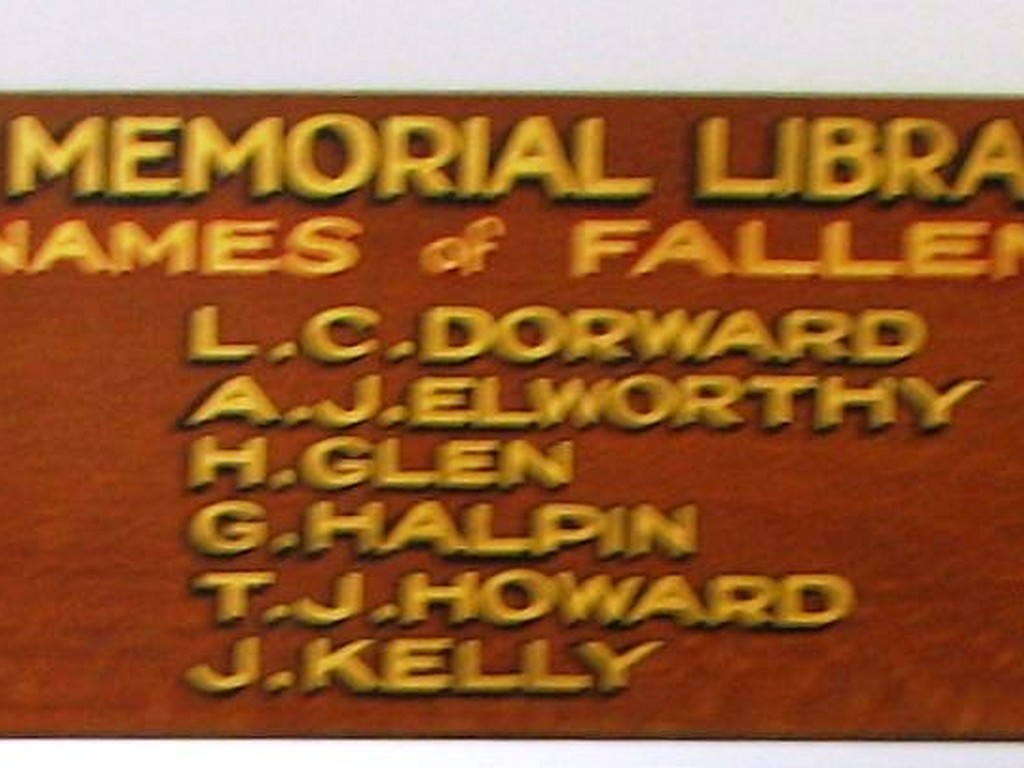 MEMORIAL LIBRA
NAMES of FALLEN
L.C.DORWARD
A.J.ELWORTHY
H.GLEN
G.HALPIN
T.J.HOWARD
J.KELLY